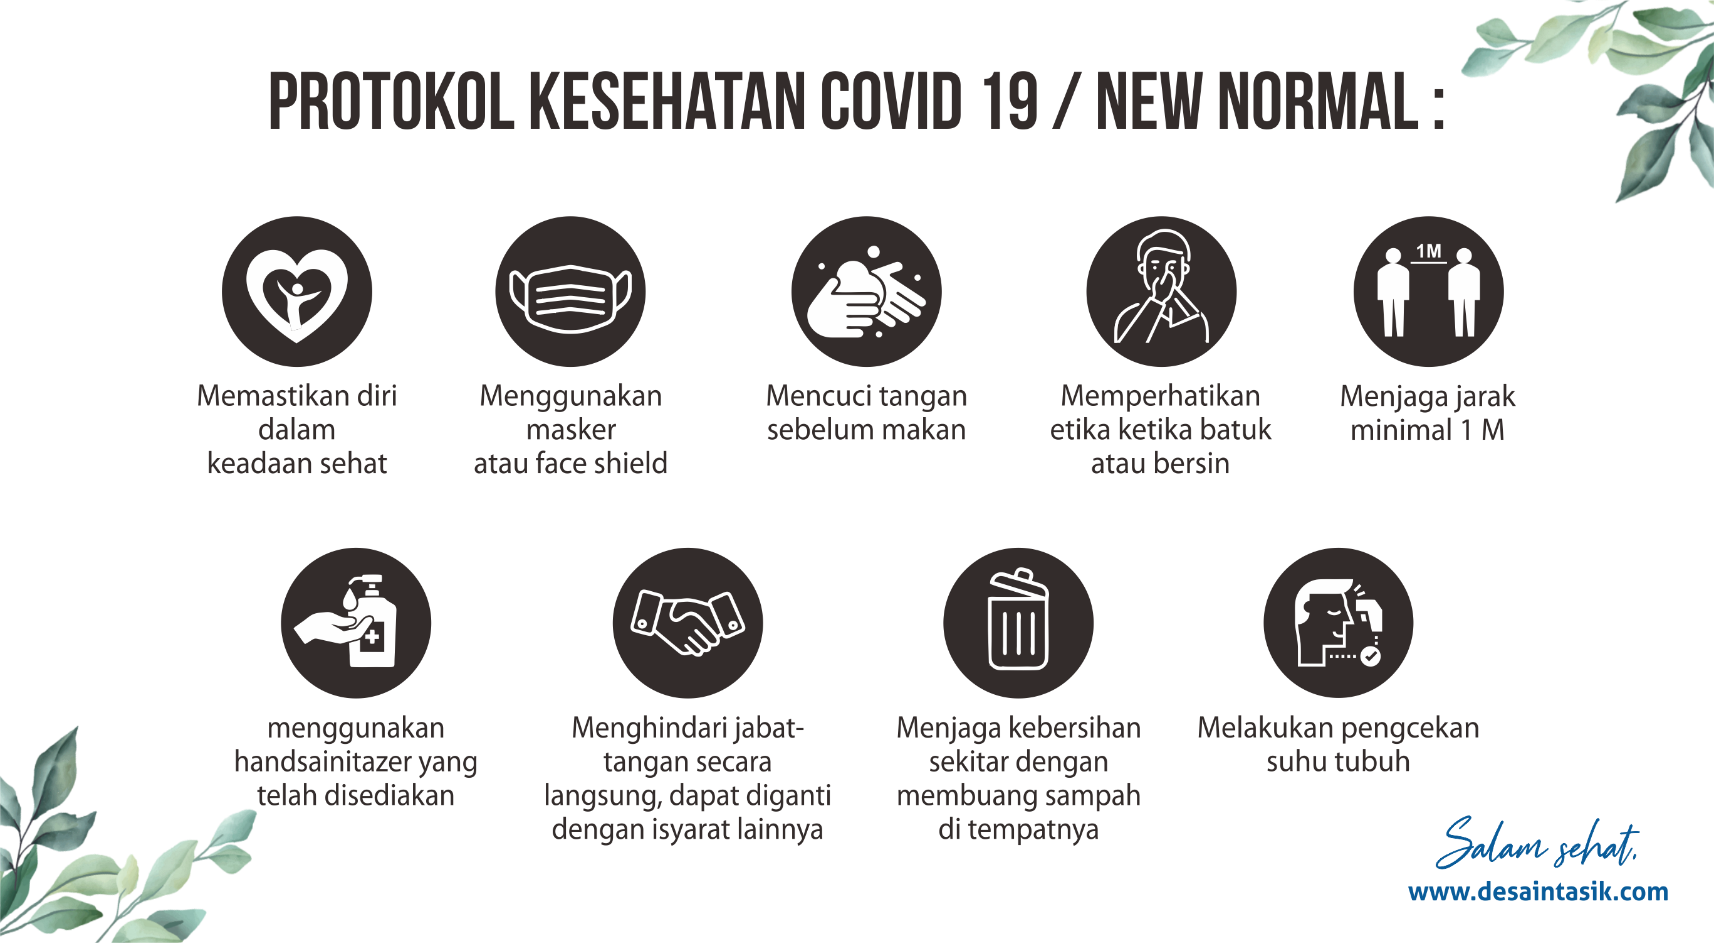 PROTOKOL KESEHATAN COVID 19 / NEW NORMAL :
1M
Memastikan diri
dalam
keadaan sehat
Menggunakan
masker
atau face shield
Mencuci tangan
sebelum makan
Memperhatikan
etika ketika batuk
atau bersin
Menjaga jarak
minimal 1 M
menggunakan
handsainitazer yang
telah disediakan
Menghindari jabat-
tangan secara
langsung, dapat diganti
dengan isyarat lainnya
Menjaga kebersihan
sekitar dengan
membuang sampah
di tempatnya
Melakukan pengcekan
suhu tubuh
Salam sehat,
www.desaintasik.com